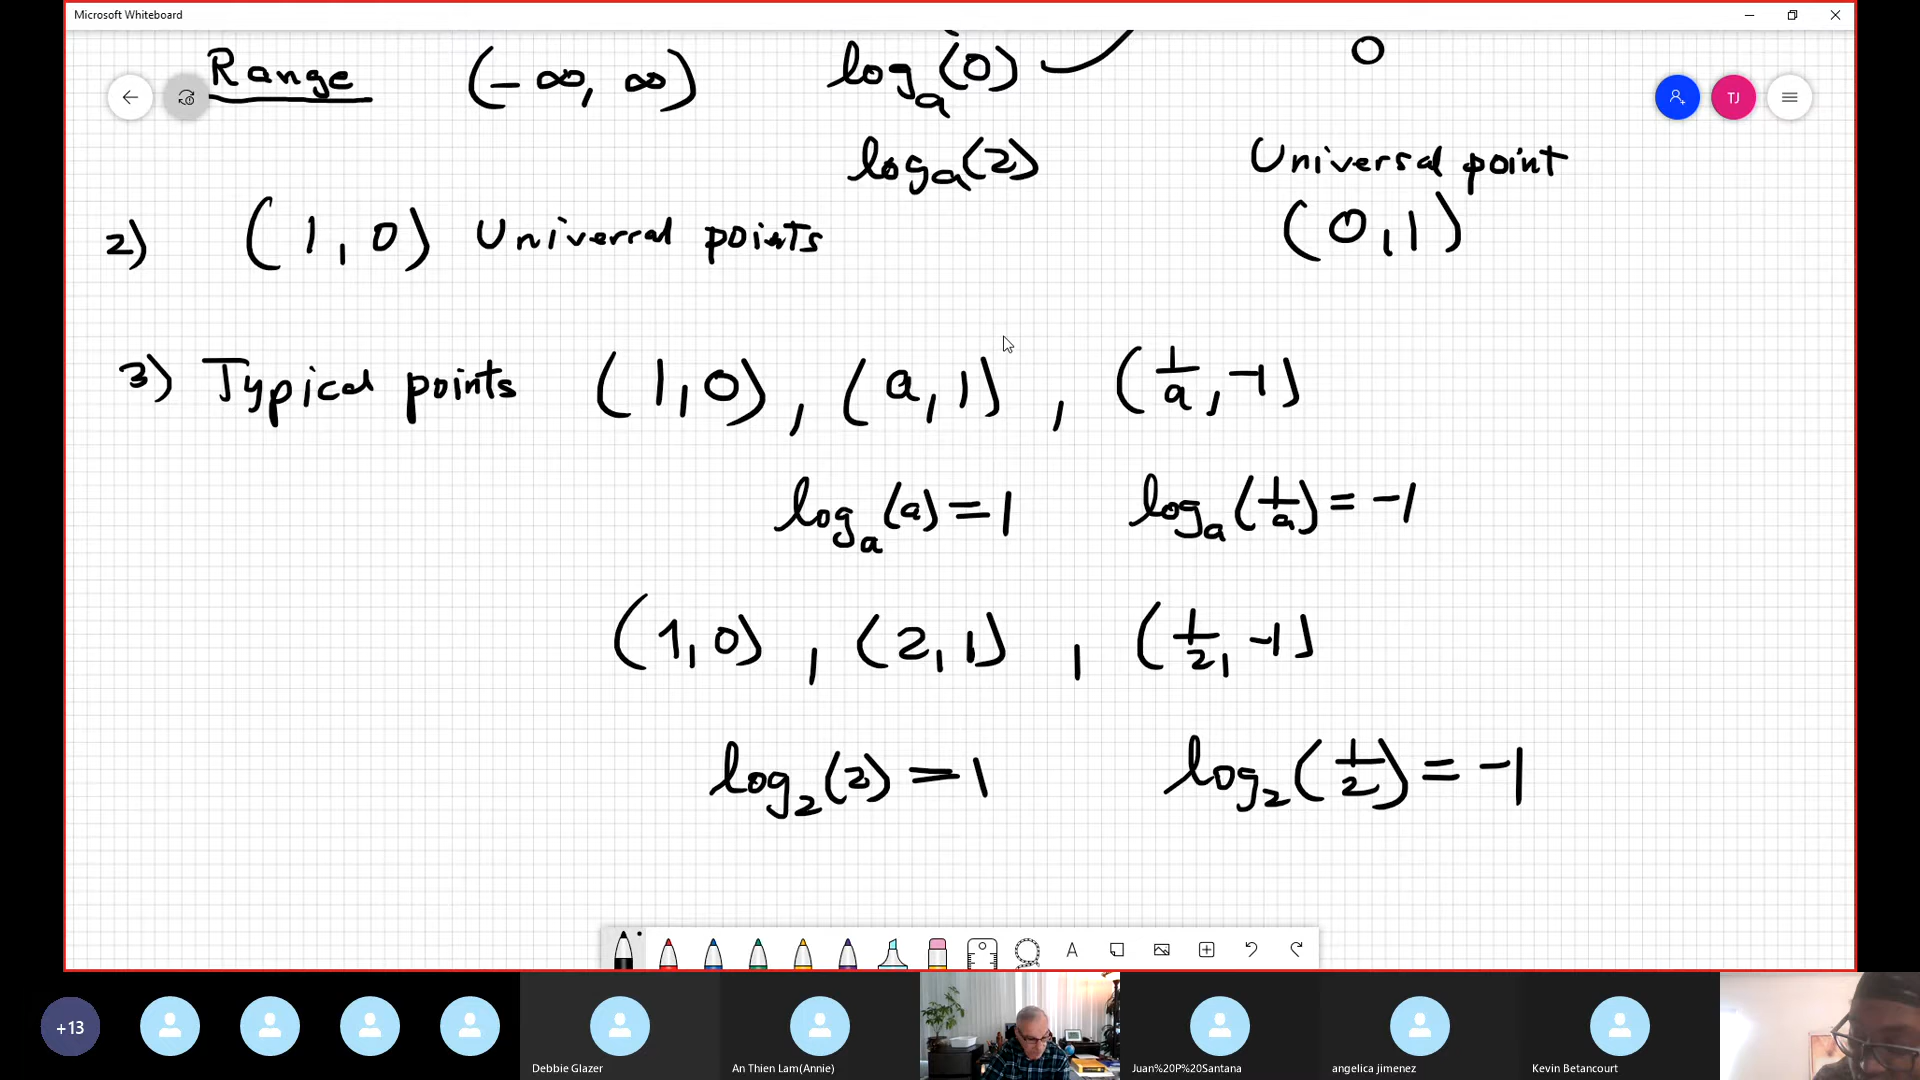 Microsoft Whiteboard
Range (-∞, ∞) logₐ(0) 0
TJ
logₐ(2) Universal point
2) (1, 0) Universal points (0, 1)
3) Typical points (1, 0), (a, 1), (1/a, -1)
logₐ(a) = 1 logₐ(1/a) = -1
(1, 0), (2, 1), (1/2, -1)
log₂(2) = 1 log₂(1/2) = -1
A
+13
Debbie Glazer An Thien Lam(Annie) Juan%20P%20Santana angelica jimenez Kevin Betancourt